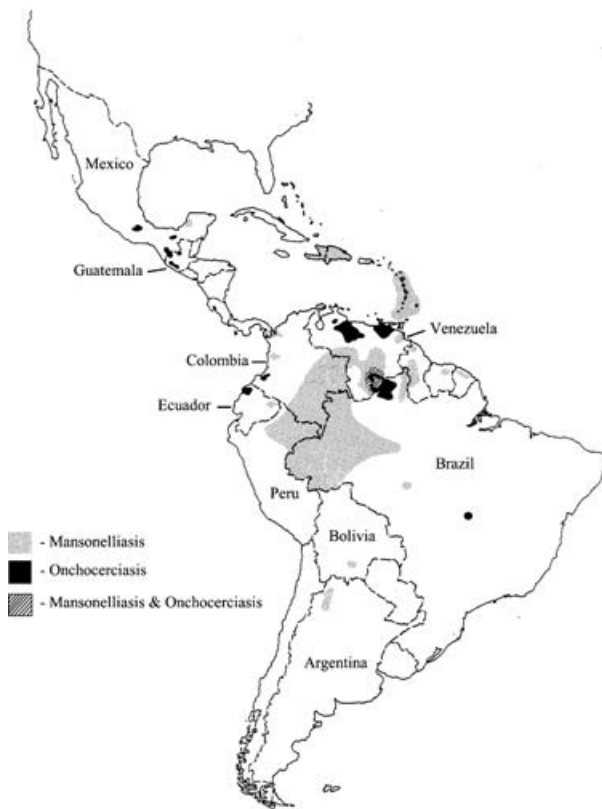 Mexico
Guatemala
Venezuela
Colombia
Ecuador
Brazil
Peru
Bolivia
- Mansonelliasis
- Onchocerciasis
- Mansonelliasis & Onchocerciasis
Argentina